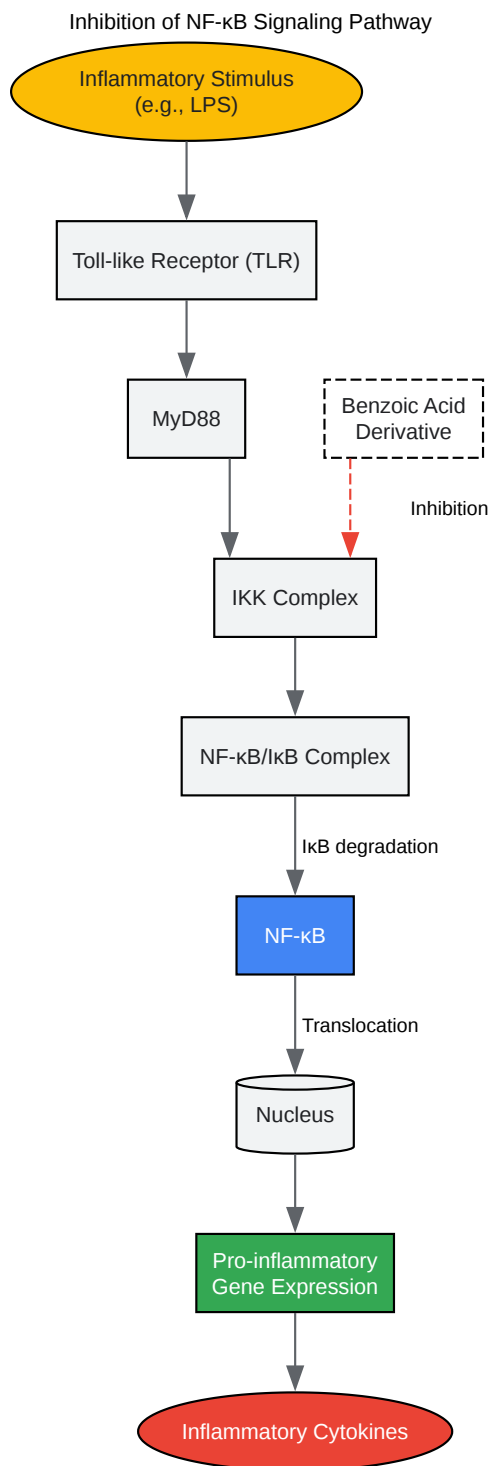 Inhibition of NF-κB Signaling Pathway
Inflammatory Stimulus
(e.g., LPS)
Toll-like Receptor (TLR)
MyD88
Benzoic Acid
Derivative
Inhibition
IKK Complex
NF-κB/IκB Complex
IκB degradation
NF-κB
Translocation
Nucleus
Pro-inflammatory
Gene Expression
Inflammatory Cytokines